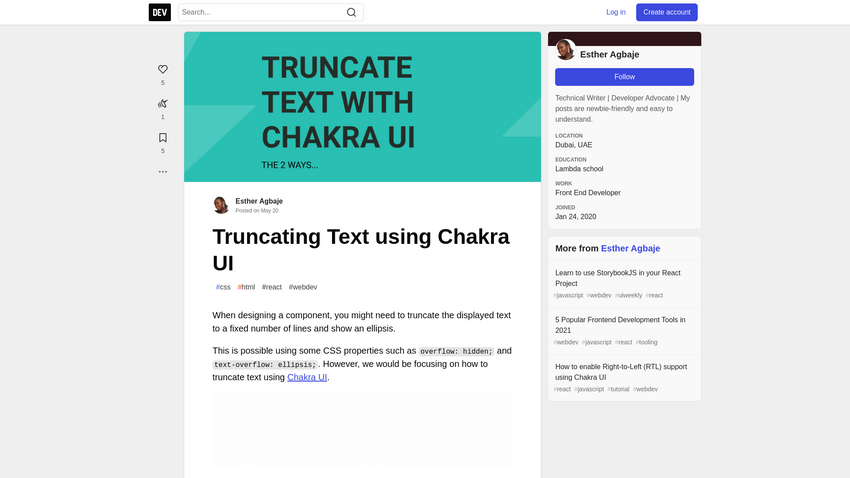 DEV
Search...
Log in
Create account
5
1
5
TRUNCATE
TEXT WITH
CHAKRA UI
THE 2 WAYS...
Esther Agbaje
Posted on May 20
Truncating Text using Chakra
UI
#css #html #react #webdev
When designing a component, you might need to truncate the displayed text
to a fixed number of lines and show an ellipsis.
This is possible using some CSS properties such as overflow: hidden; and
text-overflow: ellipsis;. However, we would be focusing on how to
truncate text using Chakra UI.
Esther Agbaje
Follow
Technical Writer | Developer Advocate | My
posts are newbie-friendly and easy to
understand.
LOCATION
Dubai, UAE
EDUCATION
Lambda school
WORK
Front End Developer
JOINED
Jan 24, 2020
More from Esther Agbaje
Learn to use StorybookJS in your React
Project
#javascript #webdev #uiweekly #react
5 Popular Frontend Development Tools in
2021
#webdev #javascript #react #tooling
How to enable Right-to-Left (RTL) support
using Chakra UI
#react #javascript #tutorial #webdev